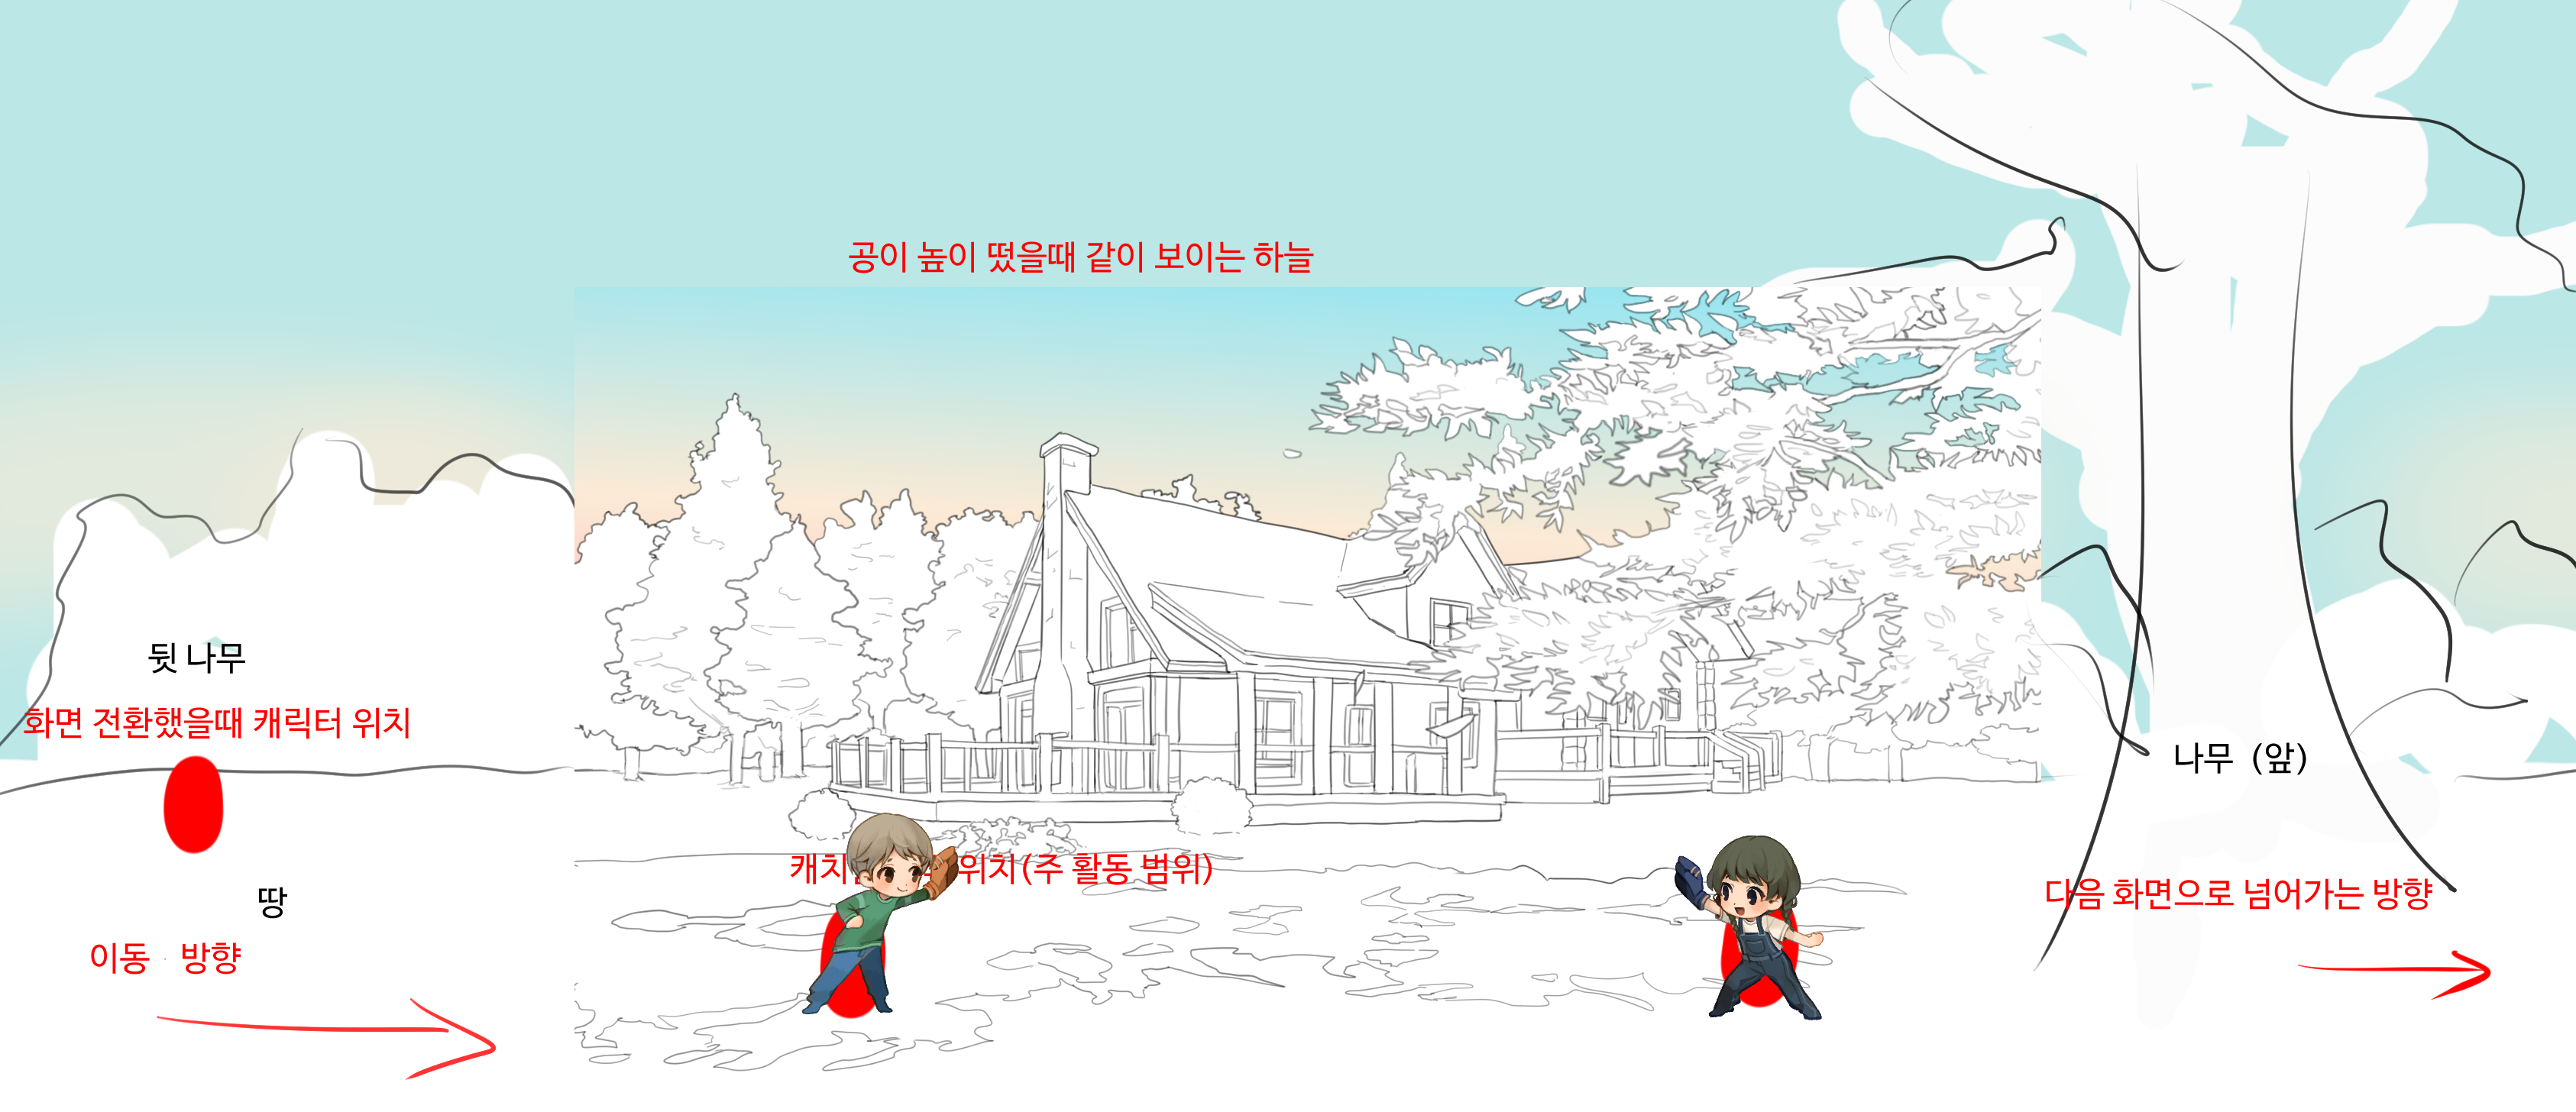 공이 높이 떴을때 같이 보이는 하늘
뒷 나무
화면 전환했을때 캐릭터 위치
나무 (앞)
캐치 위치(주 활동 범위)
땅
다음 화면으로 넘어가는 방향
이동 방향